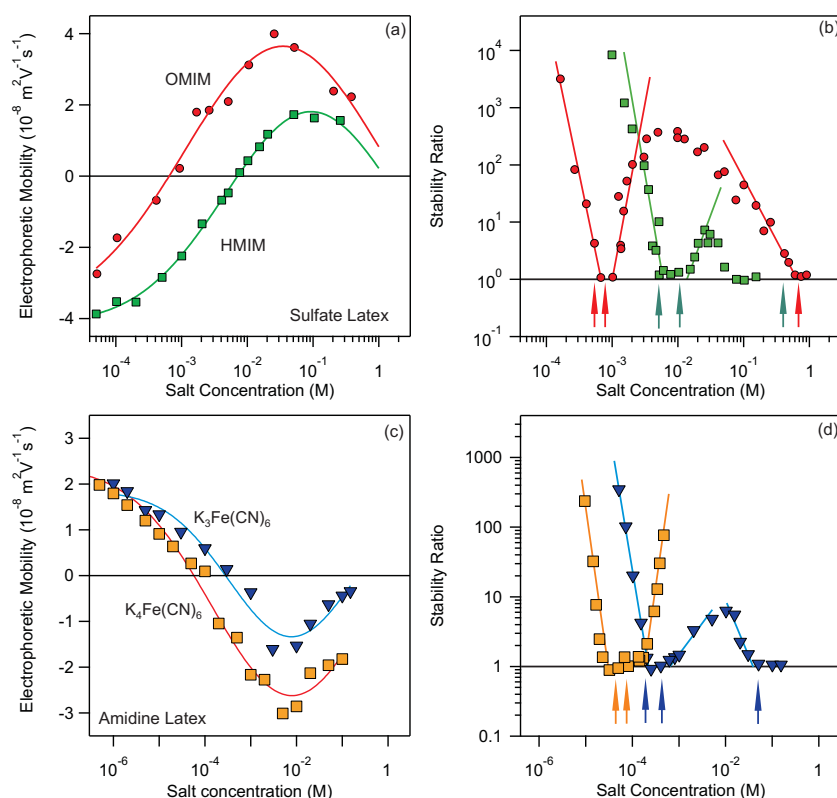 (a)
Electrophoretic Mobility (10⁻⁸ m²V⁻¹s⁻¹)
4
2
0
-2
-4
OMIM
HMIM
Sulfate Latex
10⁻⁴
10⁻³
10⁻²
10⁻¹
1
Salt Concentration (M)
(b)
Stability Ratio
10⁴
10³
10²
10¹
10⁰
10⁻¹
10⁻⁴
10⁻³
10⁻²
10⁻¹
1
Salt Concentration (M)
(c)
Electrophoretic Mobility (10⁻⁸ m²V⁻¹s⁻¹)
3
2
1
0
-1
-2
-3
K₃Fe(CN)₆
K₄Fe(CN)₆
Amidine Latex
10⁻⁶
10⁻⁴
10⁻²
1
Salt concentration (M)
(d)
Stability Ratio
1000
100
10
1
0.1
10⁻⁶
10⁻⁴
10⁻²
1
Salt concentration (M)